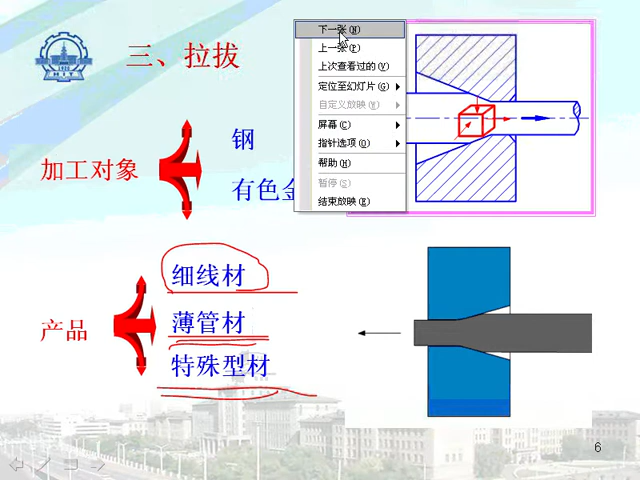 三、拉拔
加工对象
钢
有色金
产品
细线材
薄管材
特殊型材
下一张(N)
上一张(P)
上次查看过的(V)
定位至幻灯片(G)
自定义放映(W)
屏幕(C)
指针选项(O)
帮助(H)
暂停(S)
结束放映(E)
HIT
6